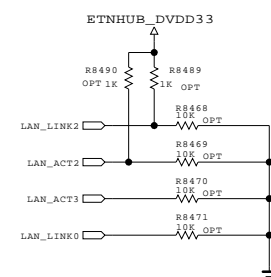 ETNHUB_DVDD33
R8490 R8489
OPT 1K 1K OPT
R8468
LAN_LINK2 10K OPT
R8469
LAN_ACT2 10K OPT
R8470
LAN_ACT3 10K OPT
R8471
LAN_LINK0 10K OPT